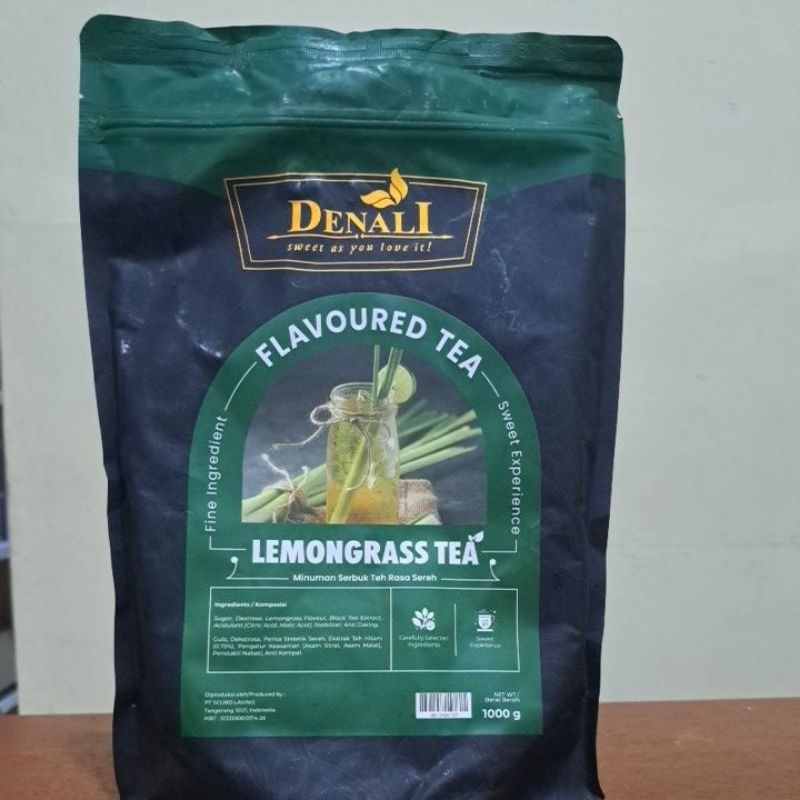 DENALI
sweet as you love it!
FLAVOURED TEA
Fine Ingredient
Sweet Experience
LEMONGRASS TEA
Minuman Serbuk Teh Rasa Sereh
Ingredients / Komposisi
Sugar, Dextrose, Lemongrass Flavour, Black Tea Extract,
Acidulant (Citric Acid, Malic Acid), Stabilizer, Anti Caking.
Gula, Dekstrosa, Perisa Sintetik Sereh, Ekstrak Teh Hitam
(0.75%), Pengatur Keasaman (Asam Sitrat, Asam Malat),
Penstabil Nabati, Anti Kempal.
Carefully Selected
Ingredients
Sweet
Experience
Diproduksi oleh/Produced by :
Tangerang 15121, Indonesia
NET WT /
Berat Bersih
1000 g